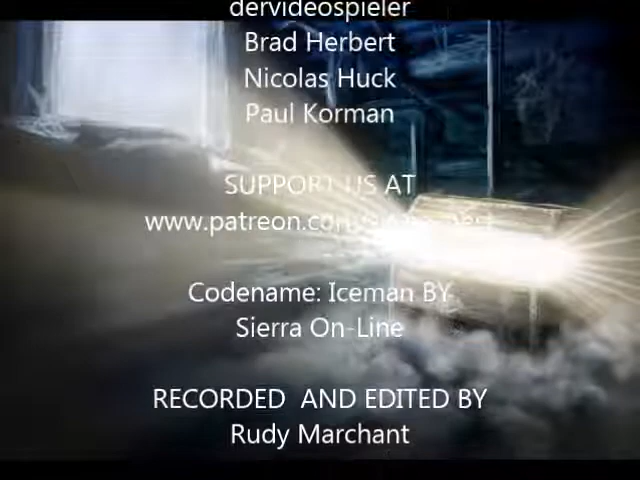 dervideospieler
Brad Herbert
Nicolas Huck
Paul Korman
SUPPORT US AT
Codename: Iceman BY
Sierra On-Line
RECORDED AND EDITED BY
Rudy Marchant